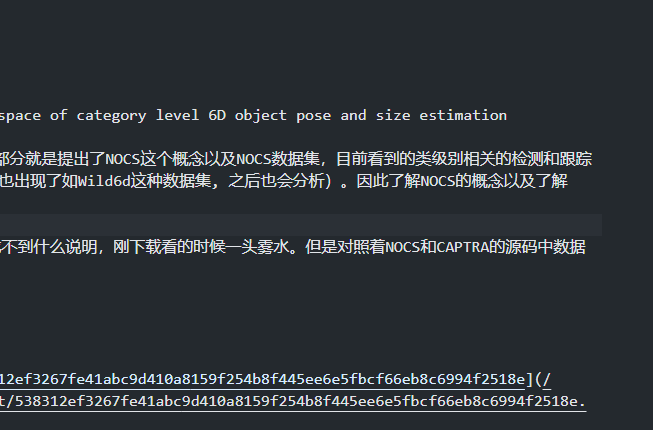 space of category level 6D object pose and size estimation
部分就是提出了NOCS这个概念以及NOCS数据集，目前看到的类级别相关的检测和跟踪
也出现了如Wild6d这种数据集, 之后也会分析）。因此了解NOCS的概念以及了解
不到什么说明，刚下载看的时候一头雾水。但是对照着NOCS和CAPTRA的源码中数据
12ef3267fe41abc9d410a8159f254b8f445ee6e5fbcf66eb8c6994f2518e](/
t/538312ef3267fe41abc9d410a8159f254b8f445ee6e5fbcf66eb8c6994f2518e.